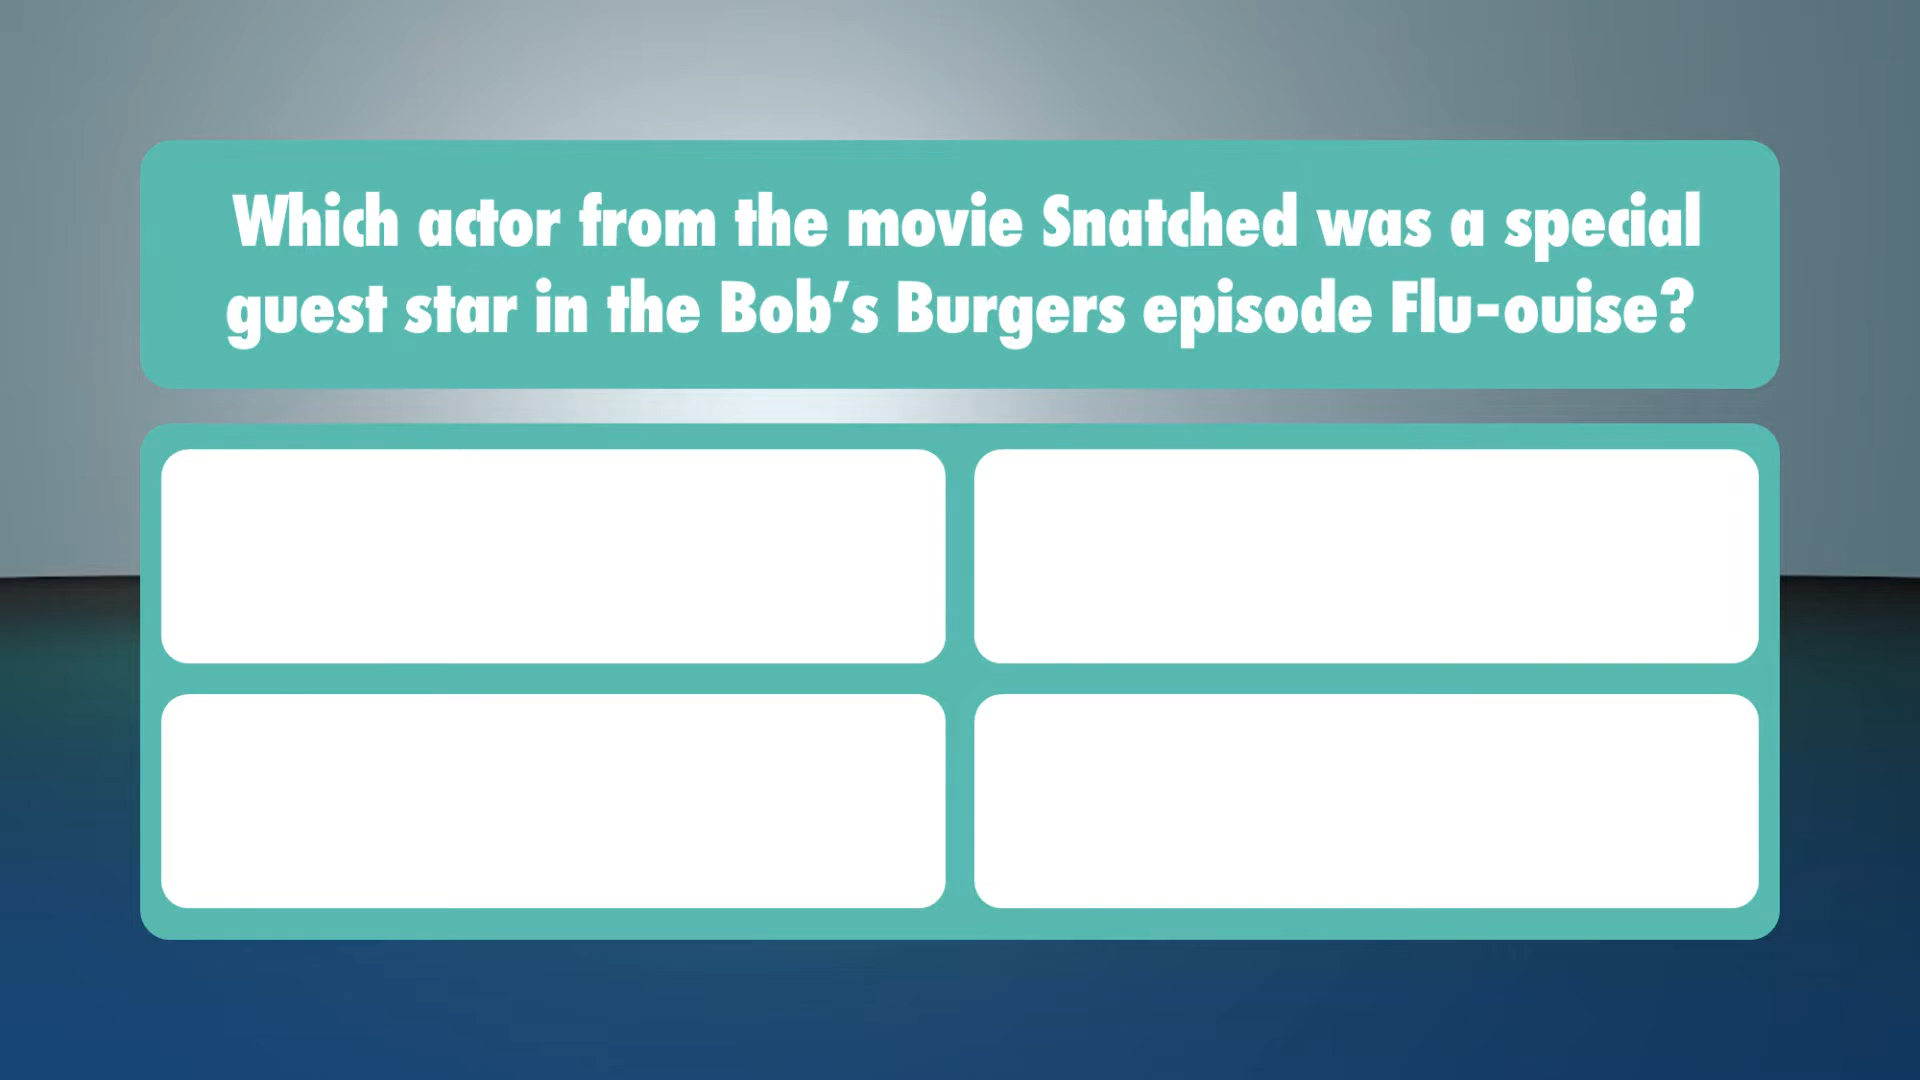 Which actor from the movie Snatched was a special
guest star in the Bob’s Burgers episode Flu-ouise?